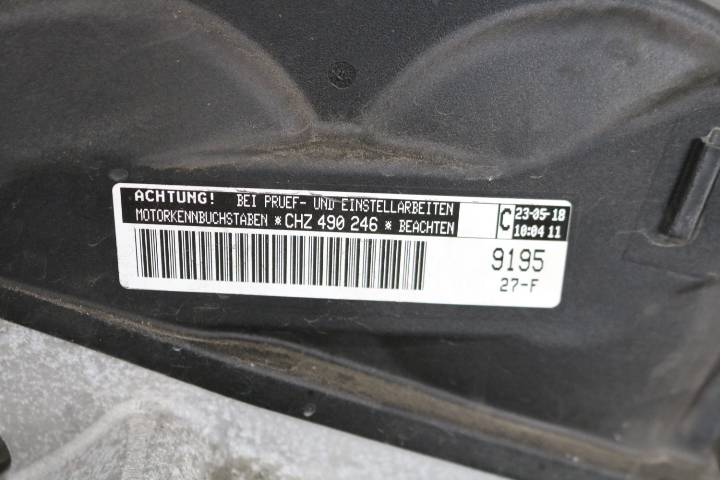 ACHTUNG! BEI PRUEF- UND EINSTELLARBEITEN
MOTORKENNBUCHSTABEN *CHZ 490 246* BEACHTEN
C
23-05-18
10:04 11
9195
27-F